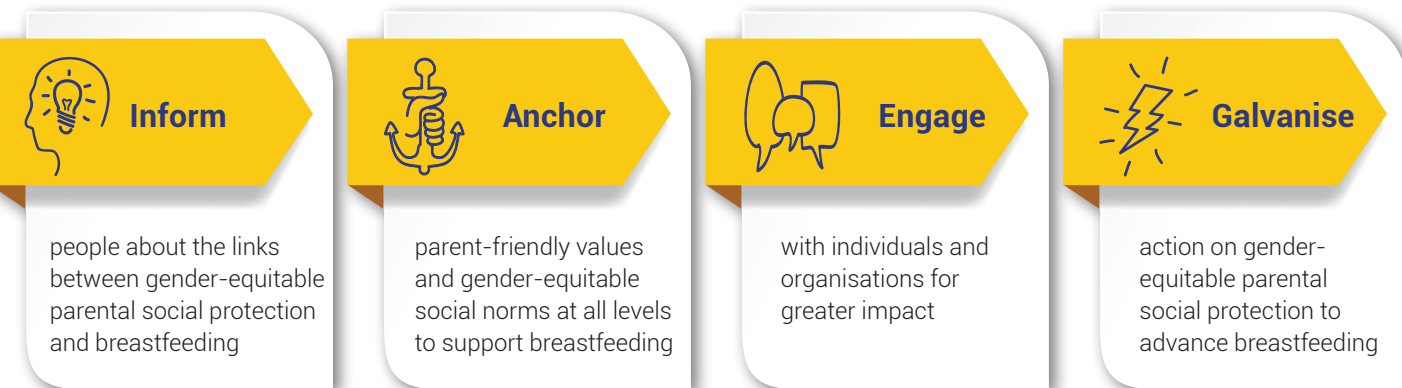 Inform
people about the links
between gender-equitable
parental social protection
and breastfeeding
Anchor
parent-friendly values
and gender-equitable
social norms at all levels
to support breastfeeding
Engage
with individuals and
organisations for
greater impact
Galvanise
action on gender-
equitable parental
social protection to
advance breastfeeding